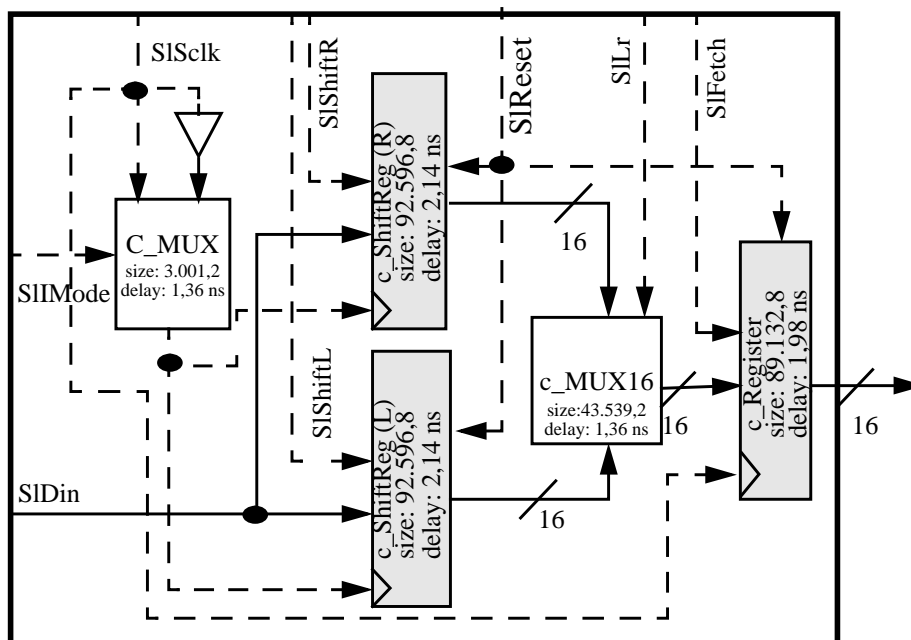 SlSclk
SlShiftR
SlReset
SlLr
SlFetch
c_ShiftReg (R)
size: 92.596,8
delay: 2,14 ns
C_MUX
size: 3.001,2
delay: 1,36 ns
SlIMode
16
c_Register
size: 89.132,8
delay: 1,98 ns
c_MUX16
size:43.539,2
delay: 1,36 ns
16
16
SlShiftL
c_ShiftReg (L)
size: 92.596,8
delay: 2,14 ns
SlDin
16